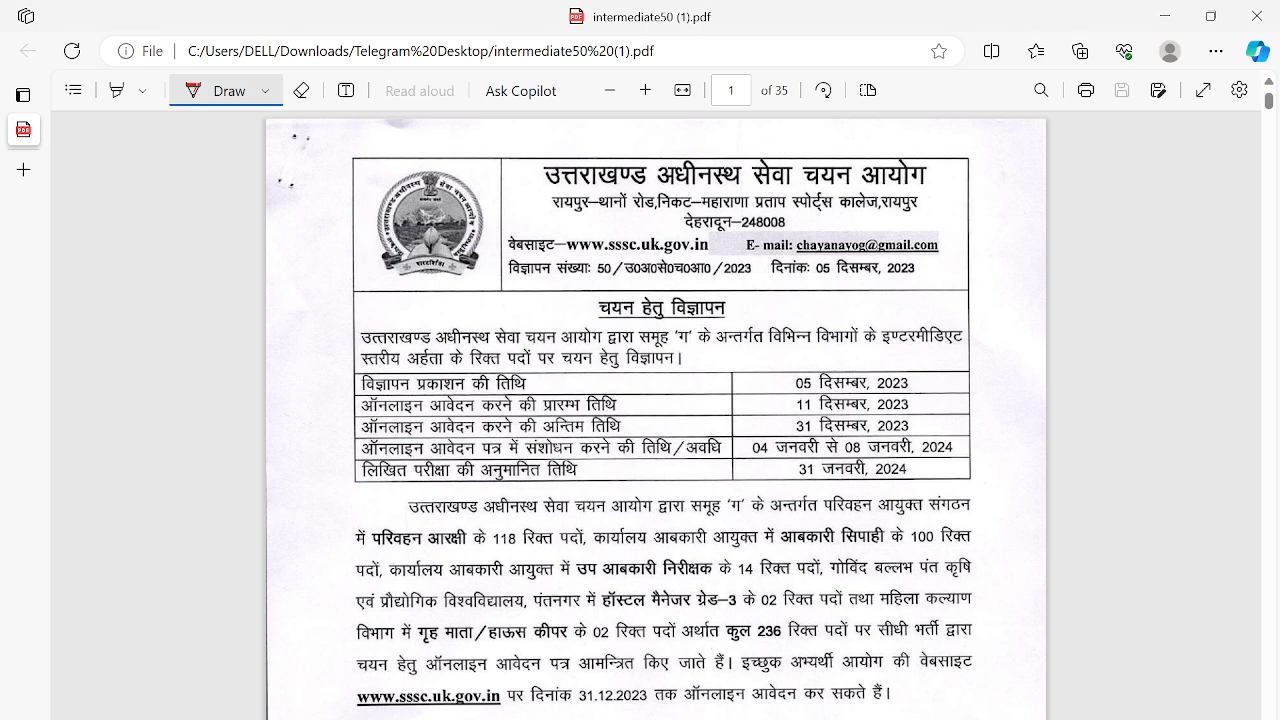 intermediate50 (1).pdf
File
C:/Users/DELL/Downloads/Telegram%20Desktop/intermediate50%20(1).pdf
Draw
Read aloud
Ask Copilot
1
of 35
उत्तराखण्ड अधीनस्थ सेवा चयन आयोग
रायपुर–थानों रोड,निकट–महाराणा प्रताप स्पोर्ट्स कालेज,रायपुर
देहरादून–248008
वेबसाइट–www.sssc.uk.gov.in E- mail: chayanayog@gmail.com
विज्ञापन संख्याः 50/उ0अ0से0च0आ0/2023 दिनांकः 05 दिसम्बर, 2023
चयन हेतु विज्ञापन
उत्तराखण्ड अधीनस्थ सेवा चयन आयोग द्वारा समूह 'ग' के अन्तर्गत विभिन्न विभागों के इण्टरमीडिएट
स्तरीय अर्हता के रिक्त पदों पर चयन हेतु विज्ञापन।
विज्ञापन प्रकाशन की तिथि 05 दिसम्बर, 2023
ऑनलाइन आवेदन करने की प्रारम्भ तिथि 11 दिसम्बर, 2023
ऑनलाइन आवेदन करने की अन्तिम तिथि 31 दिसम्बर, 2023
ऑनलाइन आवेदन पत्र में संशोधन करने की तिथि/अवधि 04 जनवरी से 08 जनवरी, 2024
लिखित परीक्षा की अनुमानित तिथि 31 जनवरी, 2024
उत्तराखण्ड अधीनस्थ सेवा चयन आयोग द्वारा समूह 'ग' के अन्तर्गत परिवहन आयुक्त संगठन
में परिवहन आरक्षी के 118 रिक्त पदों, कार्यालय आबकारी आयुक्त में आबकारी सिपाही के 100 रिक्त
पदों, कार्यालय आबकारी आयुक्त में उप आबकारी निरीक्षक के 14 रिक्त पदों, गोविंद बल्लभ पंत कृषि
एवं प्रौद्योगिक विश्वविद्यालय, पंतनगर में हॉस्टल मैनेजर ग्रेड–3 के 02 रिक्त पदों तथा महिला कल्याण
विभाग में गृह माता/हाऊस कीपर के 02 रिक्त पदों अर्थात कुल 236 रिक्त पदों पर सीधी भर्ती द्वारा
चयन हेतु ऑनलाइन आवेदन पत्र आमन्त्रित किए जाते हैं। इच्छुक अभ्यर्थी आयोग की वेबसाइट
www.sssc.uk.gov.in पर दिनांक 31.12.2023 तक ऑनलाइन आवेदन कर सकते हैं।